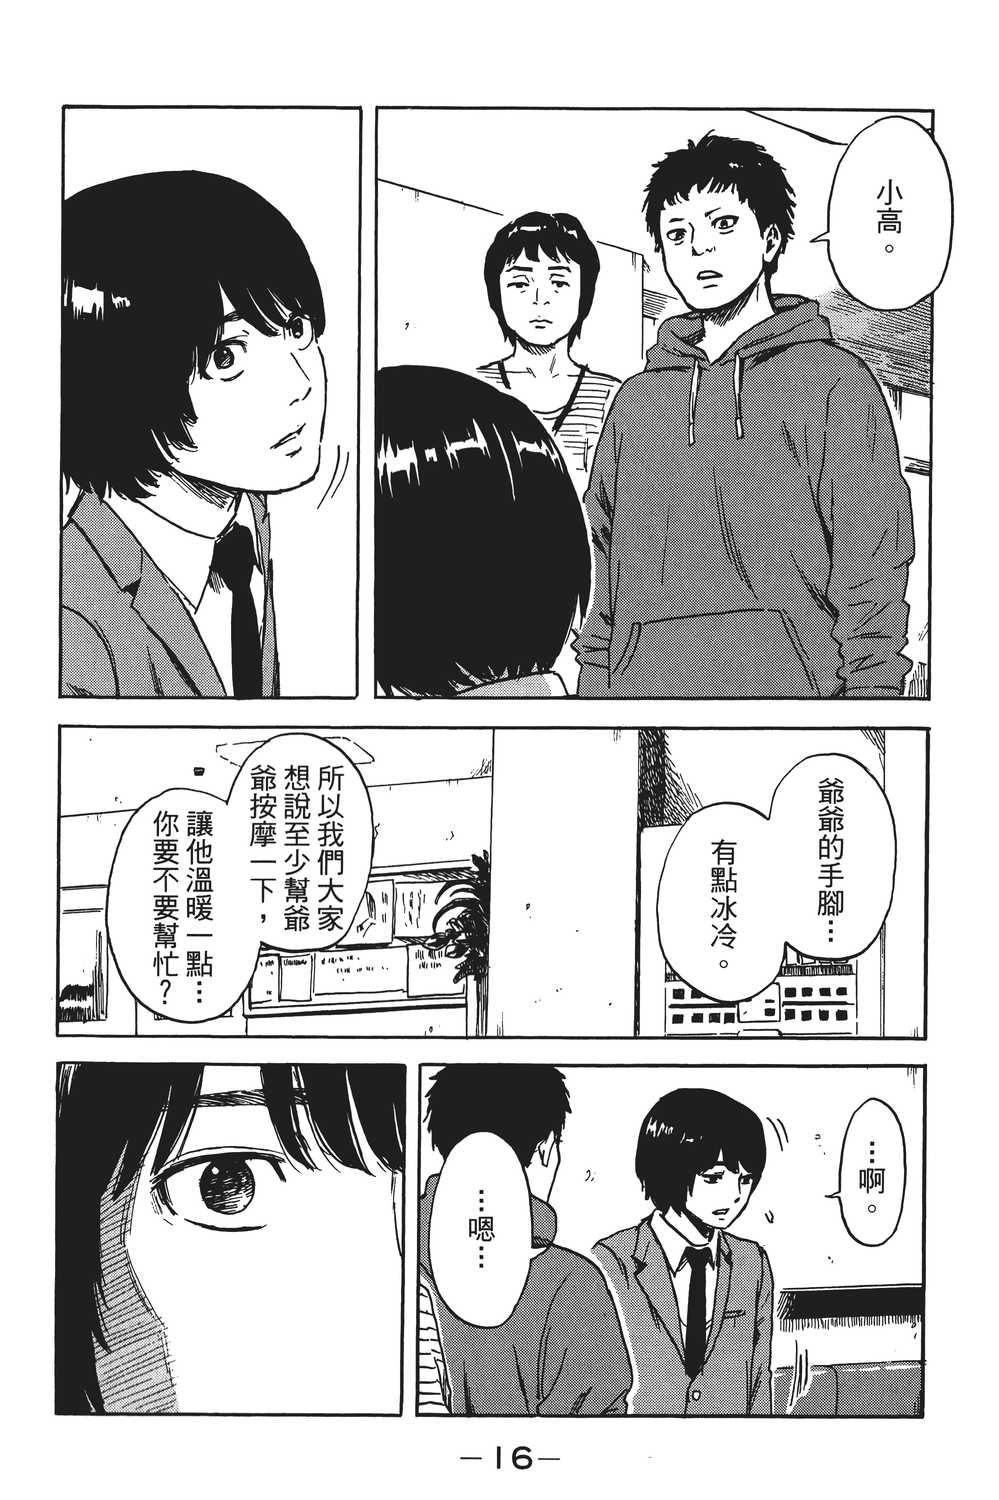 小高。
爺爺的手腳…
有點冰冷。
所以我們大家
想說至少幫爺
爺按摩一下，
讓他溫暖一點…
你要不要幫忙？
…啊。
…嗯…
—16—